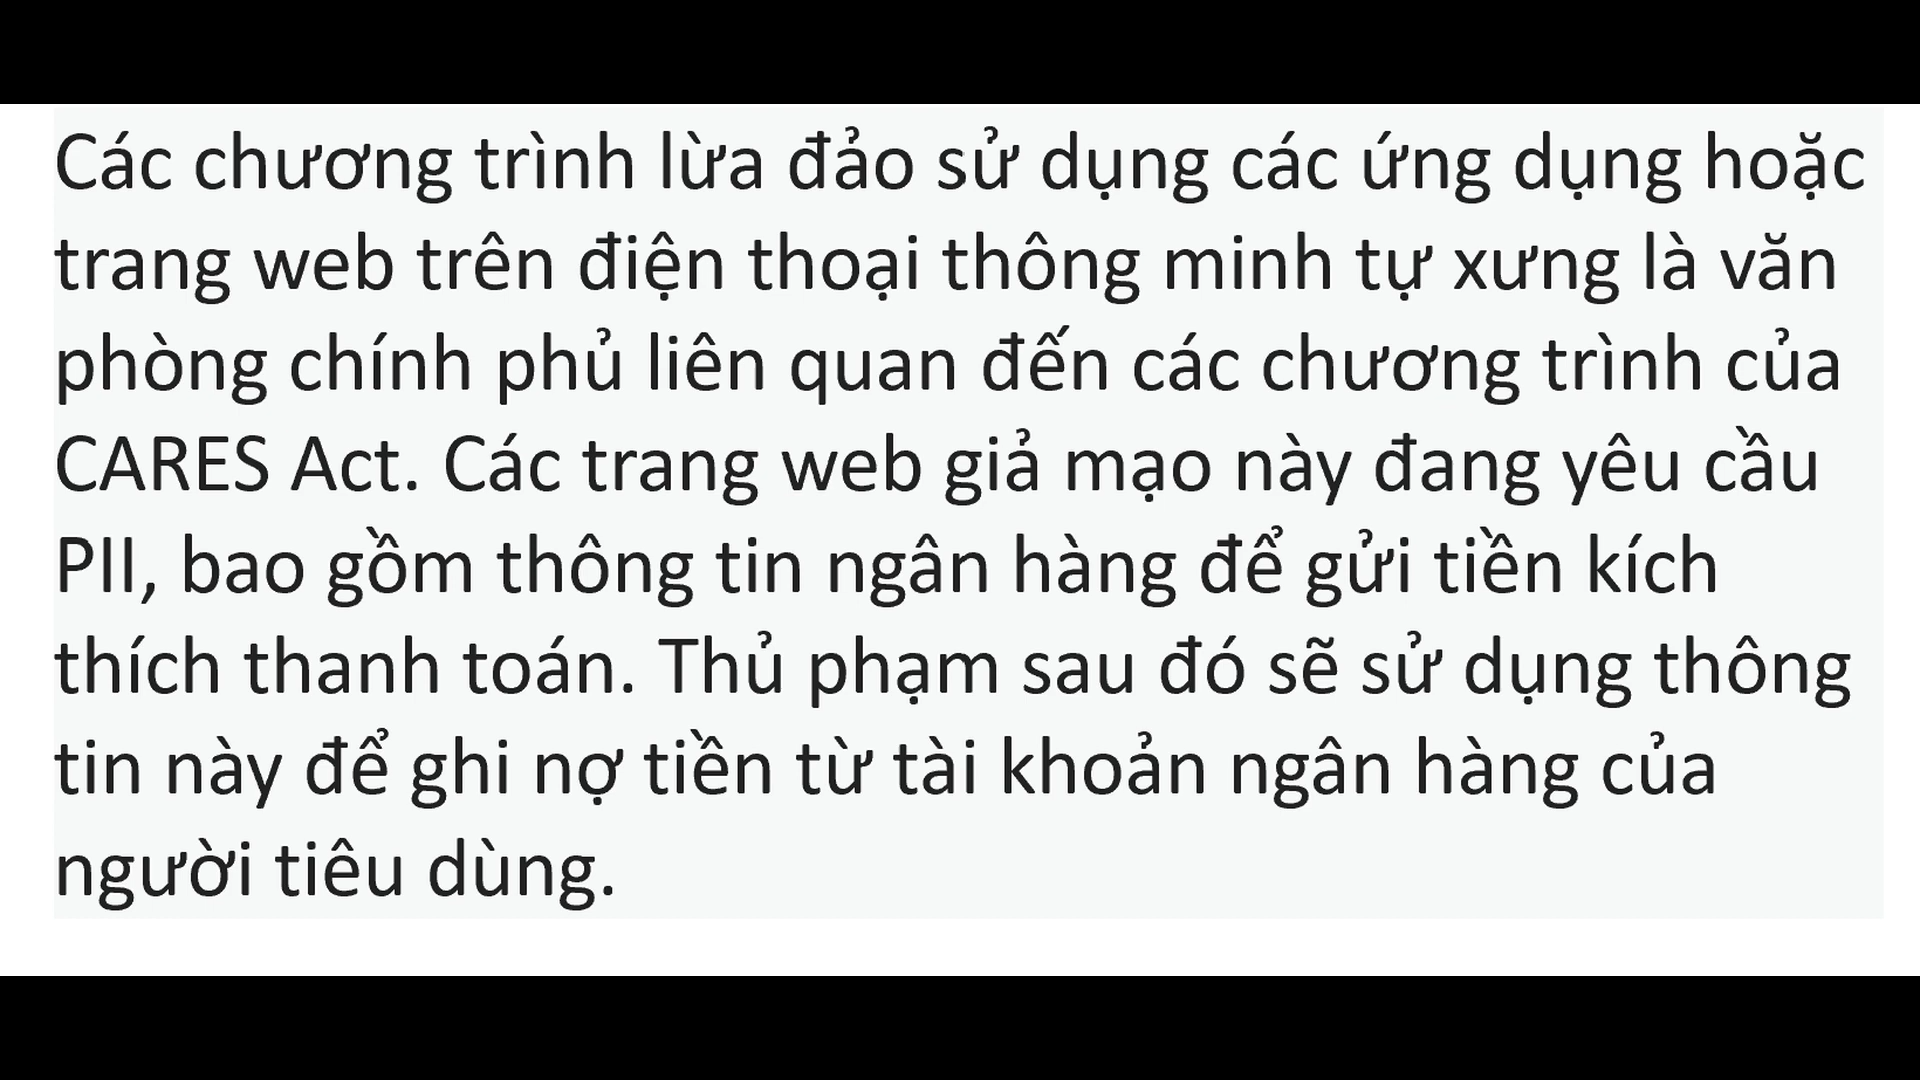 Các chương trình lừa đảo sử dụng các ứng dụng hoặc
trang web trên điện thoại thông minh tự xưng là văn
phòng chính phủ liên quan đến các chương trình của
CARES Act. Các trang web giả mạo này đang yêu cầu
PII, bao gồm thông tin ngân hàng để gửi tiền kích
thích thanh toán. Thủ phạm sau đó sẽ sử dụng thông
tin này để ghi nợ tiền từ tài khoản ngân hàng của
người tiêu dùng.